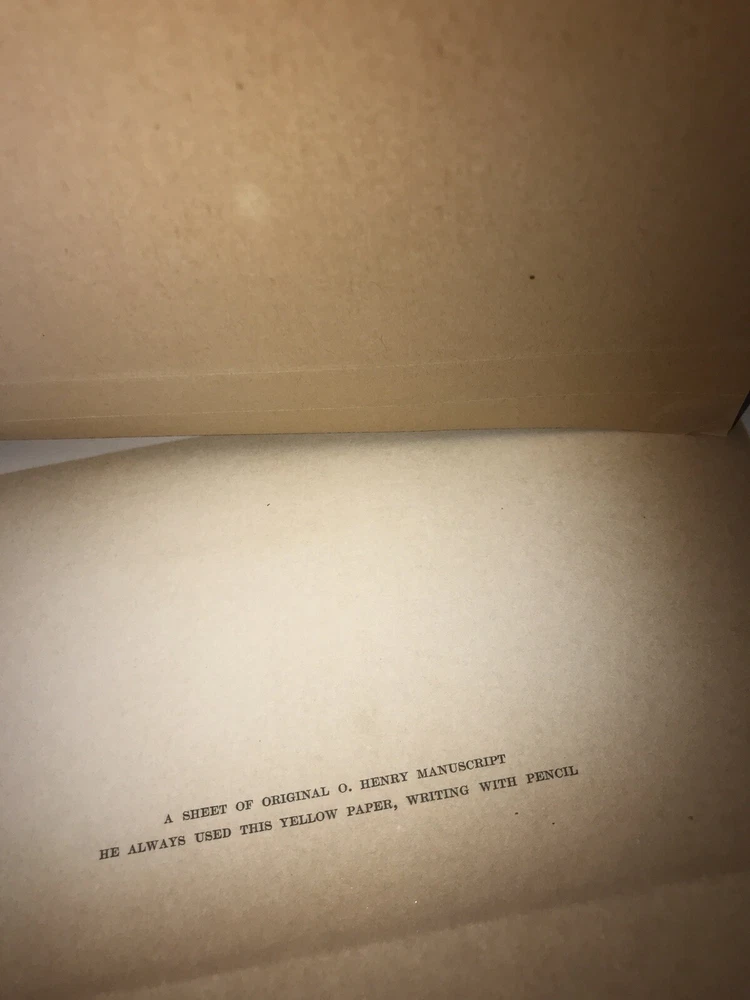 A SHEET OF ORIGINAL O. HENRY MANUSCRIPT
HE ALWAYS USED THIS YELLOW PAPER, WRITING WITH PENCIL